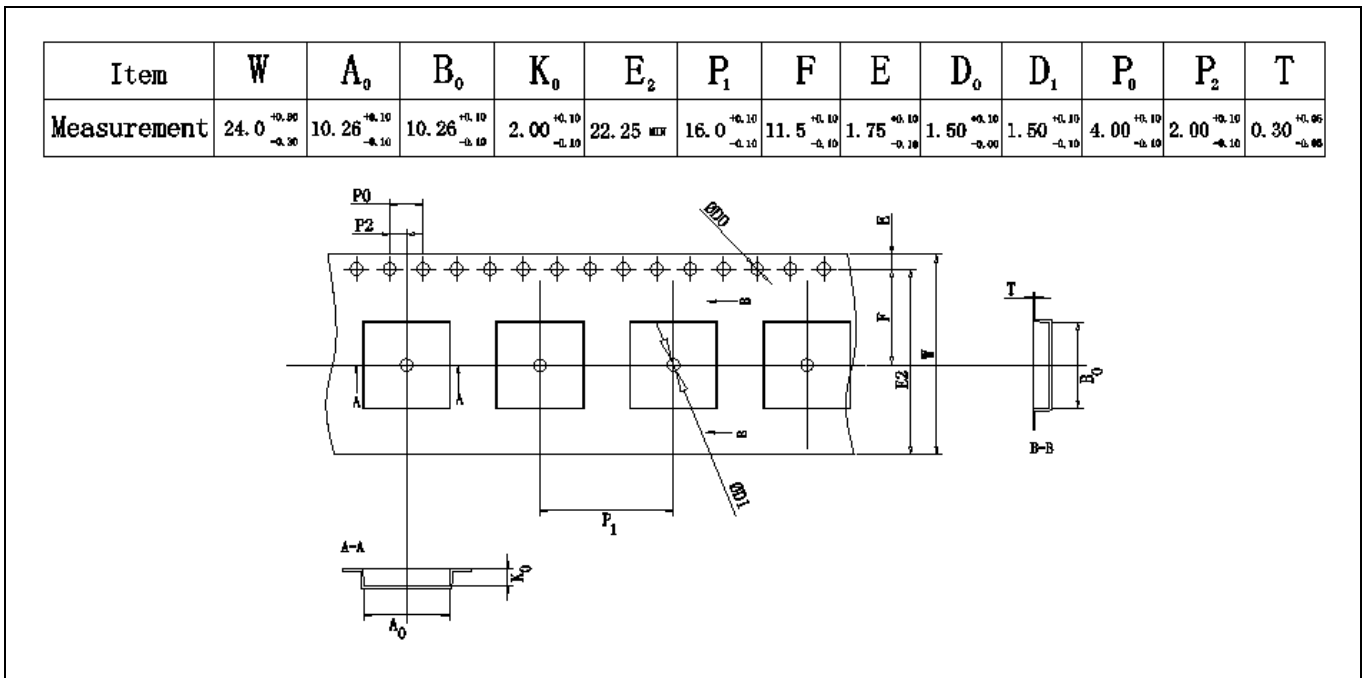 Item W A₀ B₀ K₀ E₂ P₁ F E D₀ D₁ P₀ P₂ T
Measurement 24.0 +0.30 -0.30 10.26 +0.10 -0.10 10.26 +0.10 -0.10 2.00 +0.10 -0.10 22.25 MIN 16.0 +0.10 -0.10 11.5 +0.10 -0.10 1.75 +0.10 -0.10 1.50 +0.10 -0.00 1.50 +0.10 -0.10 4.00 +0.10 -0.10 2.00 +0.10 -0.10 0.30 +0.05 -0.05
P0
P2
ØD0
E
B
F
W
T
E2
B₀
A
A
B
B-B
ØD1
P₁
A-A
K₀
A₀